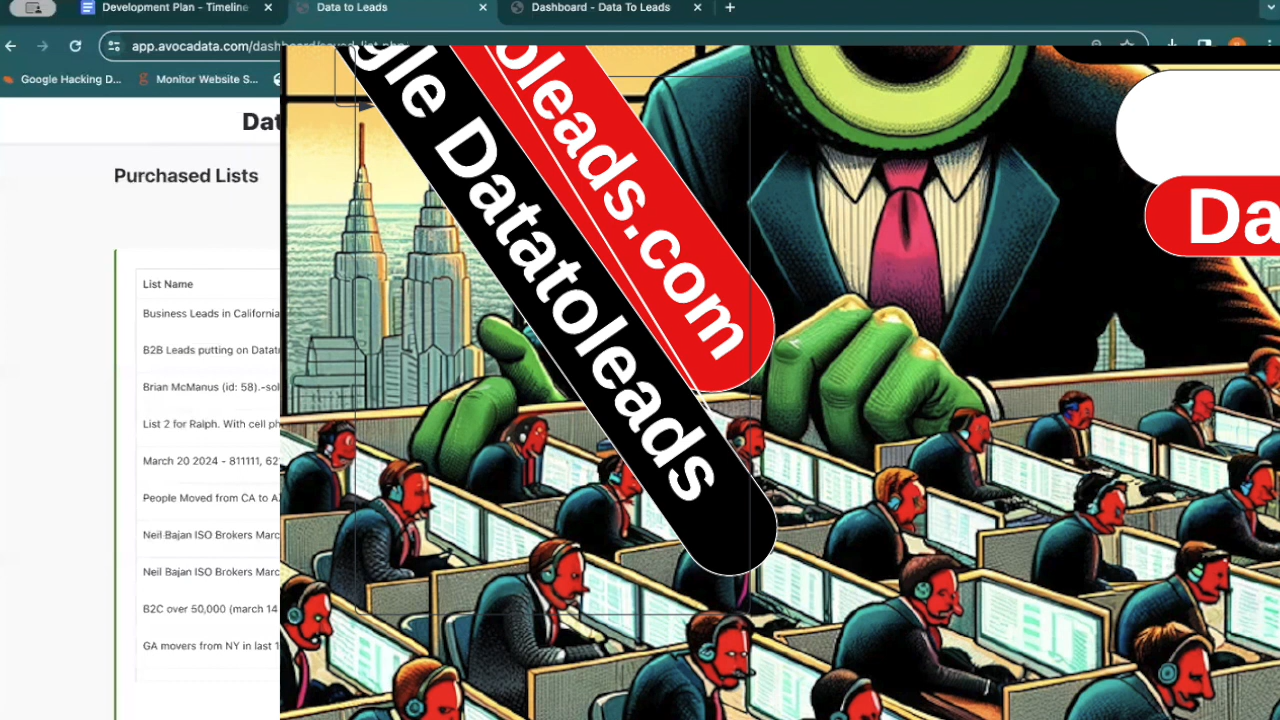 Development Plan - Timeline
Data to Leads
Dashboard - Data To Leads
app.avocadata.com/dashboard/saved-list.php
Google Hacking D...
Monitor Website S...
Dat
Purchased Lists
List Name
Business Leads in California
B2B Leads putting on Datat
Brian McManus (id: 58).-sol
List 2 for Ralph. With cell ph
March 20 2024 - 811111, 62
People Moved from CA to A
Neil Bajan ISO Brokers Marc
Neil Bajan ISO Brokers Marc
B2C over 50,000 (march 14
GA movers from NY in last 1
oleads.com
gle Datatoleads
Da